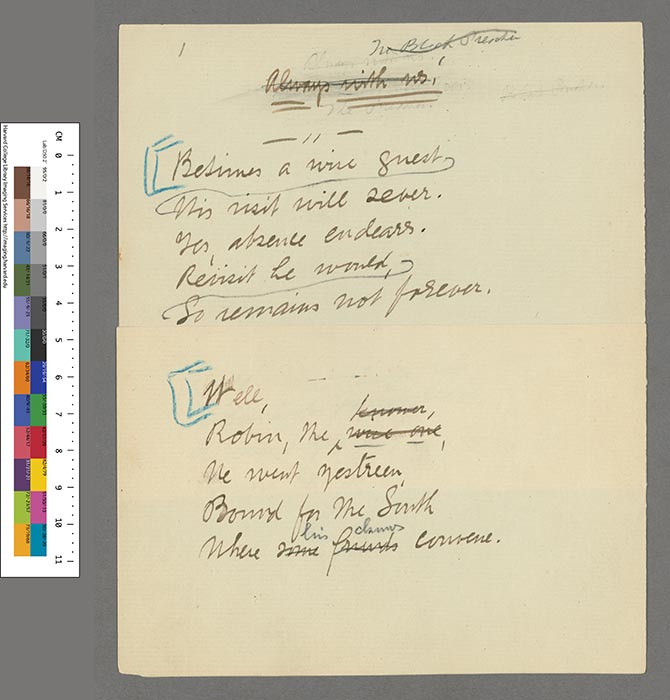 1
The Black Preacher
Always with us!
— " —
Betimes a wise guest
His visit will sever.
Yes, absence endears.
Revisit he would,
So remains not forever.
Well,
knower,
Robin, the wise one,
He went yestreen,
Bound for the South
his chums
Where some friends convene.
CM 0 1 2 3 4 5 6 7 8 9 10 11
Harvard College Library Imaging Services http://imaging.harvard.edu